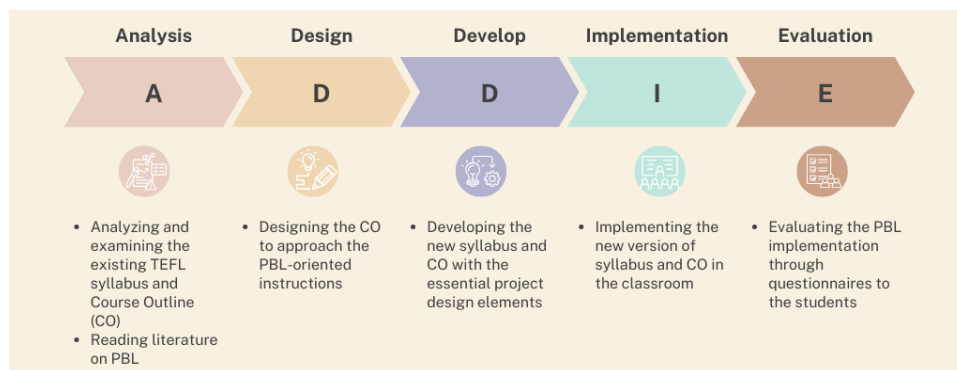 Analysis
Design
Develop
Implementation
Evaluation
A
D
D
I
E
• Analyzing and
examining the
existing TEFL
syllabus and
Course Outline
(CO)
• Reading literature
on PBL
• Designing the CO
to approach the
PBL-oriented
instructions
• Developing the
new syllabus and
CO with the
essential project
design elements
• Implementing the
new version of
syllabus and CO in
the classroom
• Evaluating the PBL
implementation
through
questionnaires to
the students